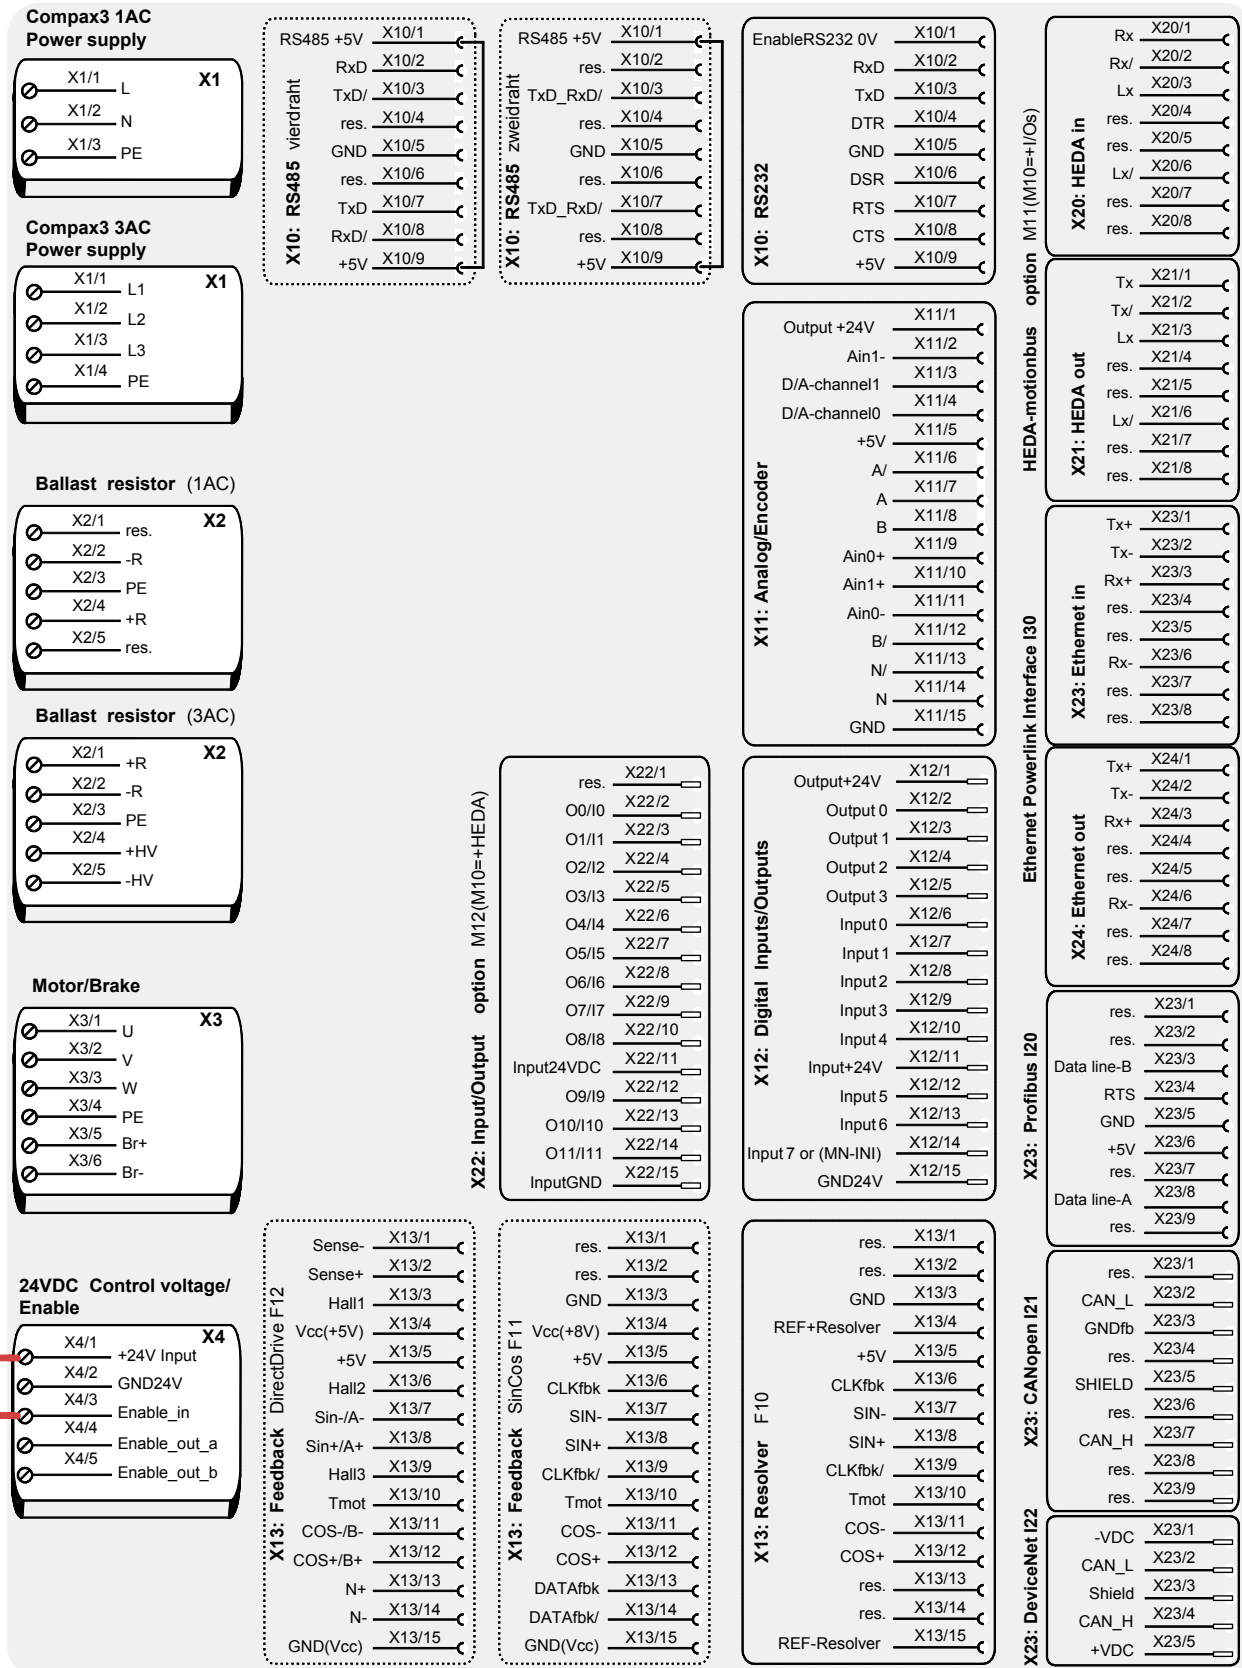 Compax3 1AC
Power supply
X1
X1/1 L
X1/2 N
X1/3 PE
Compax3 3AC
Power supply
X1
X1/1 L1
X1/2 L2
X1/3 L3
X1/4 PE
Ballast resistor (1AC)
X2
X2/1 res.
X2/2 -R
X2/3 PE
X2/4 +R
X2/5 res.
Ballast resistor (3AC)
X2
X2/1 +R
X2/2 -R
X2/3 PE
X2/4 +HV
X2/5 -HV
Motor/Brake
X3
X3/1 U
X3/2 V
X3/3 W
X3/4 PE
X3/5 Br+
X3/6 Br-
24VDC Control voltage/
Enable
X4
X4/1 +24V Input
X4/2 GND24V
X4/3 Enable_in
X4/4 Enable_out_a
X4/5 Enable_out_b
X10: RS485 vierdraht
RS485 +5V X10/1
RxD X10/2
TxD/ X10/3
res. X10/4
GND X10/5
res. X10/6
TxD X10/7
RxD/ X10/8
+5V X10/9
X10: RS485 zweidraht
RS485 +5V X10/1
res. X10/2
TxD_RxD/ X10/3
res. X10/4
GND X10/5
res. X10/6
TxD_RxD/ X10/7
res. X10/8
+5V X10/9
X10: RS232
EnableRS232 0V X10/1
RxD X10/2
TxD X10/3
DTR X10/4
GND X10/5
DSR X10/6
RTS X10/7
CTS X10/8
+5V X10/9
X11: Analog/Encoder
Output +24V X11/1
Ain1- X11/2
D/A-channel1 X11/3
D/A-channel0 X11/4
+5V X11/5
A/ X11/6
A X11/7
B X11/8
Ain0+ X11/9
Ain1+ X11/10
Ain0- X11/11
B/ X11/12
N/ X11/13
N X11/14
GND X11/15
X22: Input/Output option M12(M10=+HEDA)
res. X22/1
O0/I0 X22/2
O1/I1 X22/3
O2/I2 X22/4
O3/I3 X22/5
O4/I4 X22/6
O5/I5 X22/7
O6/I6 X22/8
O7/I7 X22/9
O8/I8 X22/10
Input24VDC X22/11
O9/I9 X22/12
O10/I10 X22/13
O11/I11 X22/14
InputGND X22/15
X12: Digital Inputs/Outputs
Output+24V X12/1
Output 0 X12/2
Output 1 X12/3
Output 2 X12/4
Output 3 X12/5
Input 0 X12/6
Input 1 X12/7
Input 2 X12/8
Input 3 X12/9
Input 4 X12/10
Input+24V X12/11
Input 5 X12/12
Input 6 X12/13
Input 7 or (MN-INI) X12/14
GND24V X12/15
X13: Feedback DirectDrive F12
Sense- X13/1
Sense+ X13/2
Hall1 X13/3
Vcc(+5V) X13/4
+5V X13/5
Hall2 X13/6
Sin-/A- X13/7
Sin+/A+ X13/8
Hall3 X13/9
Tmot X13/10
COS-/B- X13/11
COS+/B+ X13/12
N+ X13/13
N- X13/14
GND(Vcc) X13/15
X13: Feedback SinCos F11
res. X13/1
res. X13/2
GND X13/3
Vcc(+8V) X13/4
+5V X13/5
CLKfbk X13/6
SIN- X13/7
SIN+ X13/8
CLKfbk/ X13/9
Tmot X13/10
COS- X13/11
COS+ X13/12
DATAfbk X13/13
DATAfbk/ X13/14
GND(Vcc) X13/15
X13: Resolver F10
res. X13/1
res. X13/2
GND X13/3
REF+Resolver X13/4
+5V X13/5
CLKfbk X13/6
SIN- X13/7
SIN+ X13/8
CLKfbk/ X13/9
Tmot X13/10
COS- X13/11
COS+ X13/12
res. X13/13
res. X13/14
REF-Resolver X13/15
HEDA-motionbus option M11(M10=+I/Os)
X20: HEDA in
Rx X20/1
Rx/ X20/2
Lx X20/3
res. X20/4
res. X20/5
Lx/ X20/6
res. X20/7
res. X20/8
X21: HEDA out
Tx X21/1
Tx/ X21/2
Lx X21/3
res. X21/4
res. X21/5
Lx/ X21/6
res. X21/7
res. X21/8
Ethernet Powerlink Interface I30
X23: Ethernet in
Tx+ X23/1
Tx- X23/2
Rx+ X23/3
res. X23/4
res. X23/5
Rx- X23/6
res. X23/7
res. X23/8
X24: Ethernet out
Tx+ X24/1
Tx- X24/2
Rx+ X24/3
res. X24/4
res. X24/5
Rx- X24/6
res. X24/7
res. X24/8
X23: Profibus I20
res. X23/1
res. X23/2
Data line-B X23/3
RTS X23/4
GND X23/5
+5V X23/6
res. X23/7
Data line-A X23/8
res. X23/9
X23: CANopen I21
res. X23/1
CAN_L X23/2
GNDfb X23/3
res. X23/4
SHIELD X23/5
res. X23/6
CAN_H X23/7
res. X23/8
res. X23/9
X23: DeviceNet I22
-VDC X23/1
CAN_L X23/2
Shield X23/3
CAN_H X23/4
+VDC X23/5